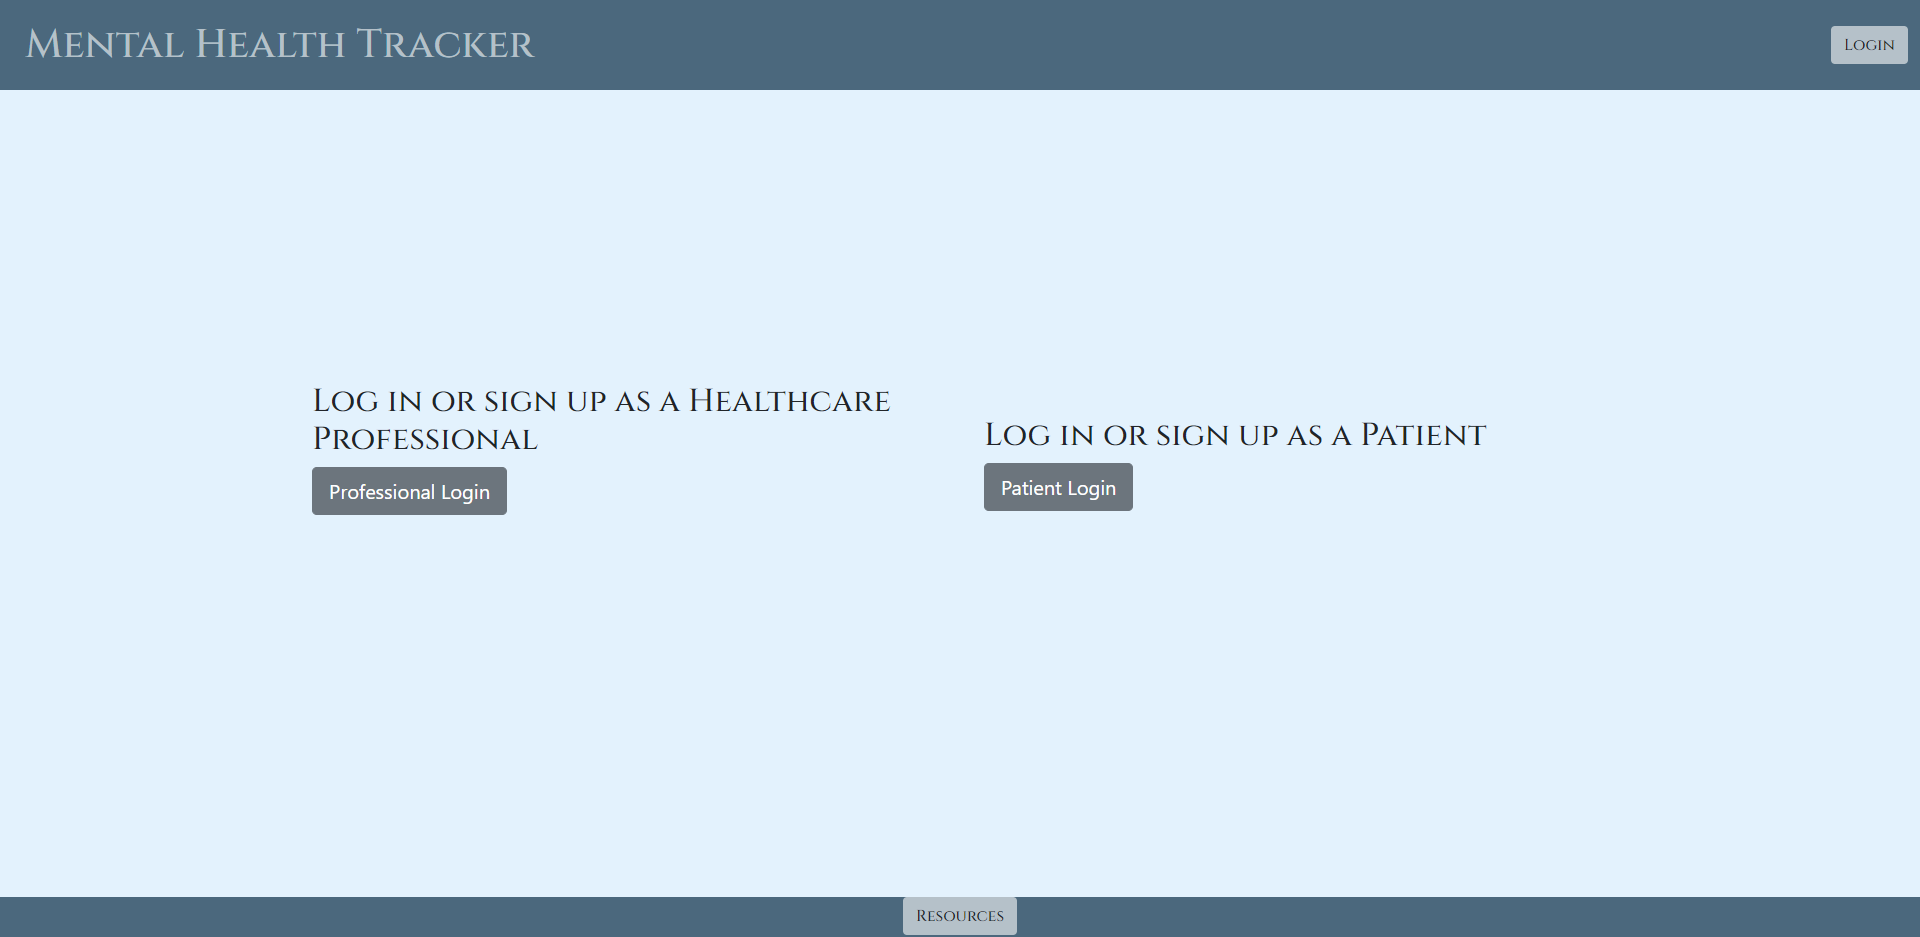 Mental Health Tracker
Login
Log in or sign up as a Healthcare
Professional
Professional Login
Log in or sign up as a Patient
Patient Login
Resources